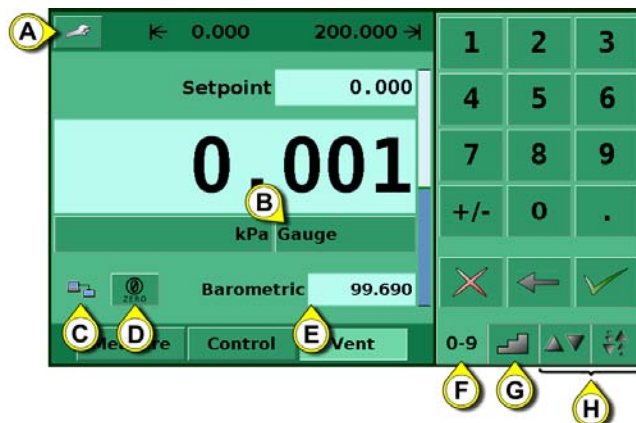 A
0.000 200.000
Setpoint 0.000
0.001
B
kPa Gauge
ZERO
Barometric 99.690
C D E
Measure Control Vent
1 2 3
4 5 6
7 8 9
+/- 0 .
0-9
F G H